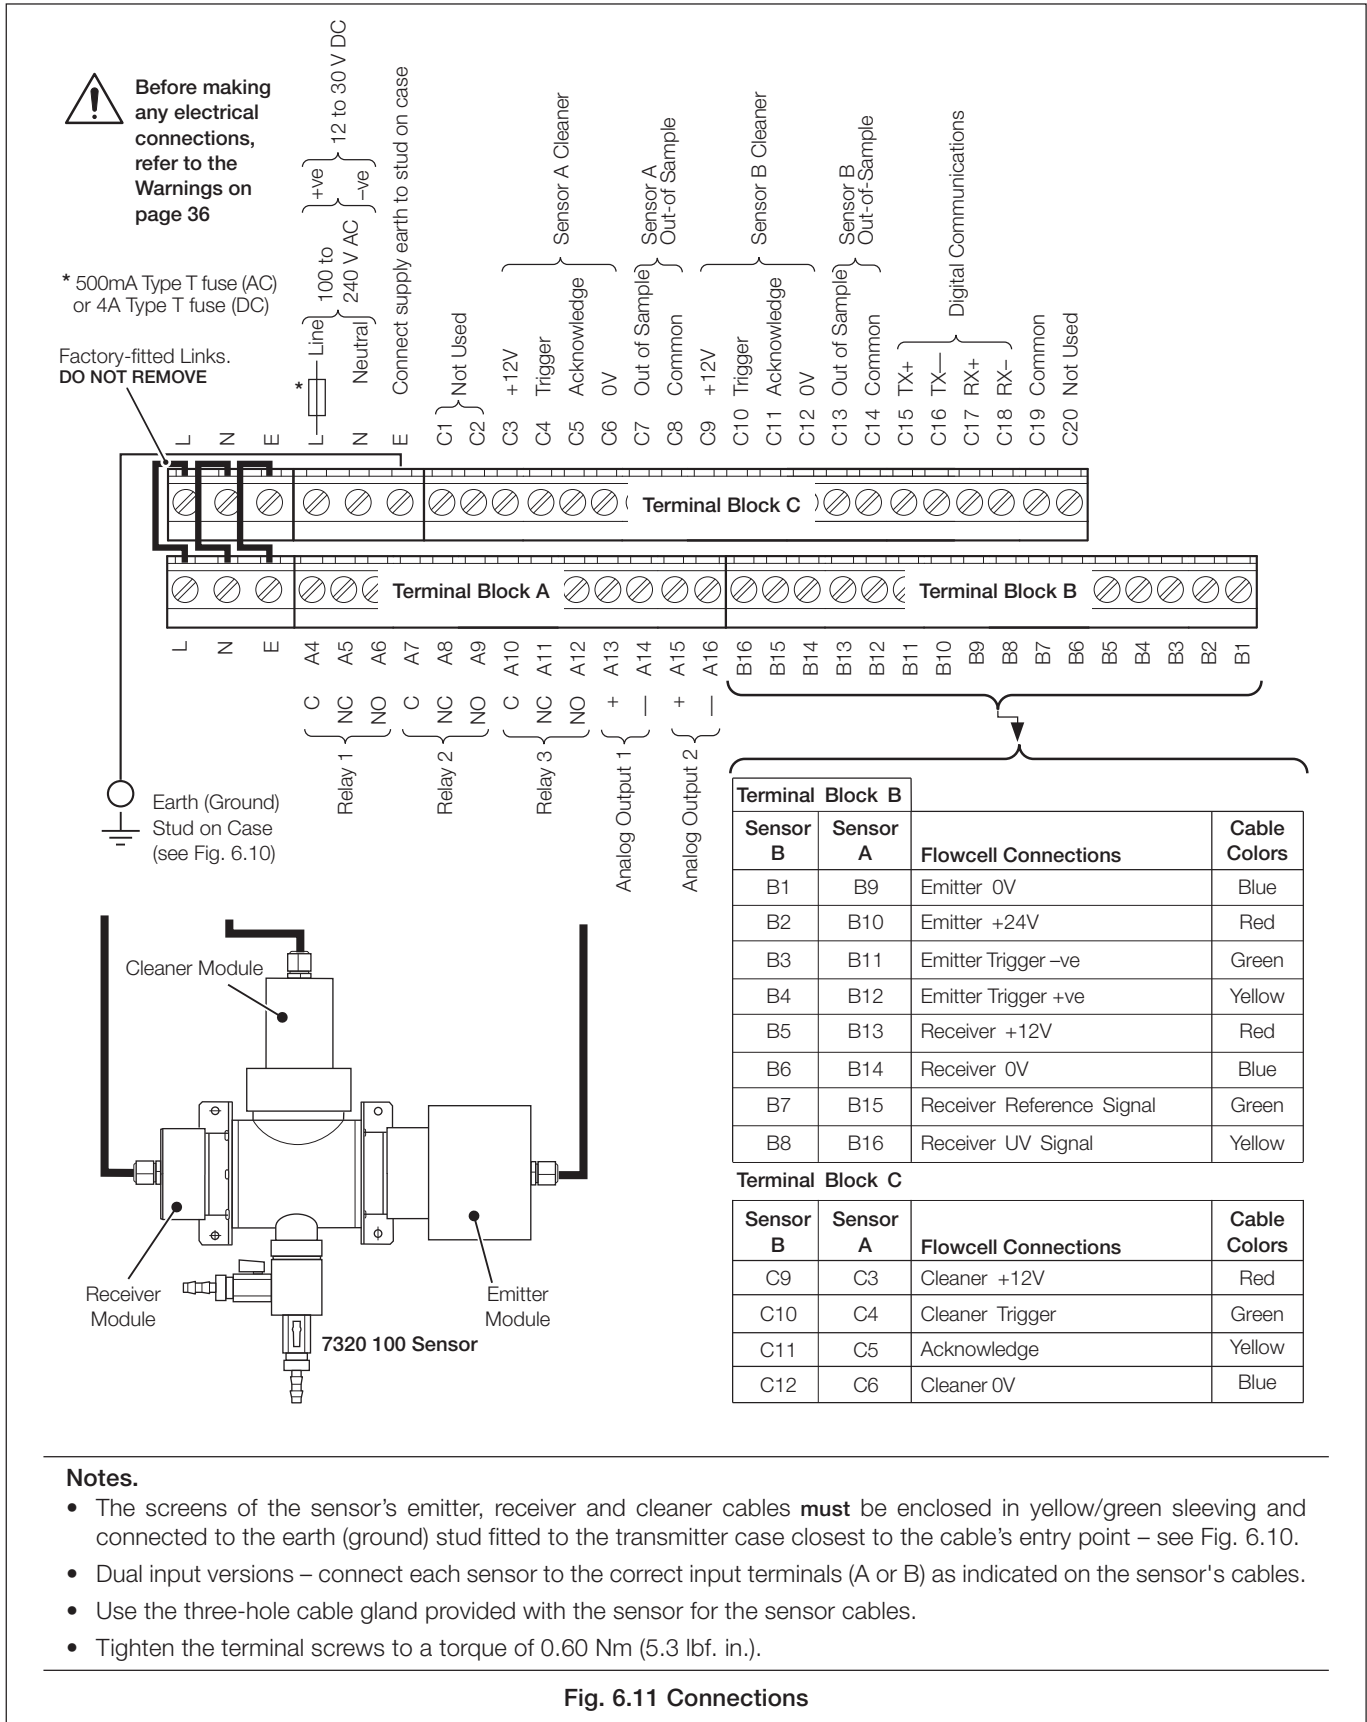 Before making
any electrical
connections,
refer to the
Warnings on
page 36
* 500mA Type T fuse (AC)
or 4A Type T fuse (DC)
Factory-fitted Links.
DO NOT REMOVE
12 to 30 V DC
+ve
–ve
100 to
240 V AC
*
Line
Neutral
Connect supply earth to stud on case
Not Used
Sensor A Cleaner
+12V
Trigger
Acknowledge
0V
Sensor A
Out-of Sample
Out of Sample
Common
Sensor B Cleaner
+12V
Trigger
Acknowledge
0V
Sensor B
Out-of-Sample
Out of Sample
Common
Digital Communications
TX+
TX—
RX+
RX–
Common
Not Used
L N E L N E C1 C2 C3 C4 C5 C6 C7 C8 C9 C10 C11 C12 C13 C14 C15 C16 C17 C18 C19 C20
Terminal Block C
Terminal Block A
Terminal Block B
L N E A4 A5 A6 A7 A8 A9 A10 A11 A12 A13 A14 A15 A16 B16 B15 B14 B13 B12 B11 B10 B9 B8 B7 B6 B5 B4 B3 B2 B1
C NC NO C NC NO C NC NO + — + —
Relay 1
Relay 2
Relay 3
Analog Output 1
Analog Output 2
Earth (Ground)
Stud on Case
(see Fig. 6.10)
Cleaner Module
Receiver
Module
Emitter
Module
7320 100 Sensor
Terminal Block B
Sensor B Sensor A Flowcell Connections Cable Colors
B1 B9 Emitter 0V Blue
B2 B10 Emitter +24V Red
B3 B11 Emitter Trigger –ve Green
B4 B12 Emitter Trigger +ve Yellow
B5 B13 Receiver +12V Red
B6 B14 Receiver 0V Blue
B7 B15 Receiver Reference Signal Green
B8 B16 Receiver UV Signal Yellow
Terminal Block C
Sensor B Sensor A Flowcell Connections Cable Colors
C9 C3 Cleaner +12V Red
C10 C4 Cleaner Trigger Green
C11 C5 Acknowledge Yellow
C12 C6 Cleaner 0V Blue
Notes.
• The screens of the sensor's emitter, receiver and cleaner cables must be enclosed in yellow/green sleeving and
connected to the earth (ground) stud fitted to the transmitter case closest to the cable's entry point – see Fig. 6.10.
• Dual input versions – connect each sensor to the correct input terminals (A or B) as indicated on the sensor's cables.
• Use the three-hole cable gland provided with the sensor for the sensor cables.
• Tighten the terminal screws to a torque of 0.60 Nm (5.3 lbf. in.).
Fig. 6.11 Connections